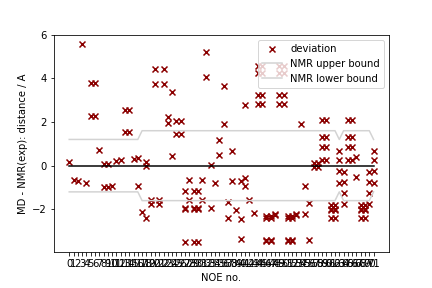 6
4
2
0
−2
MD - NMR(exp): distance / A
deviation
NMR upper bound
NMR lower bound
NOE no.